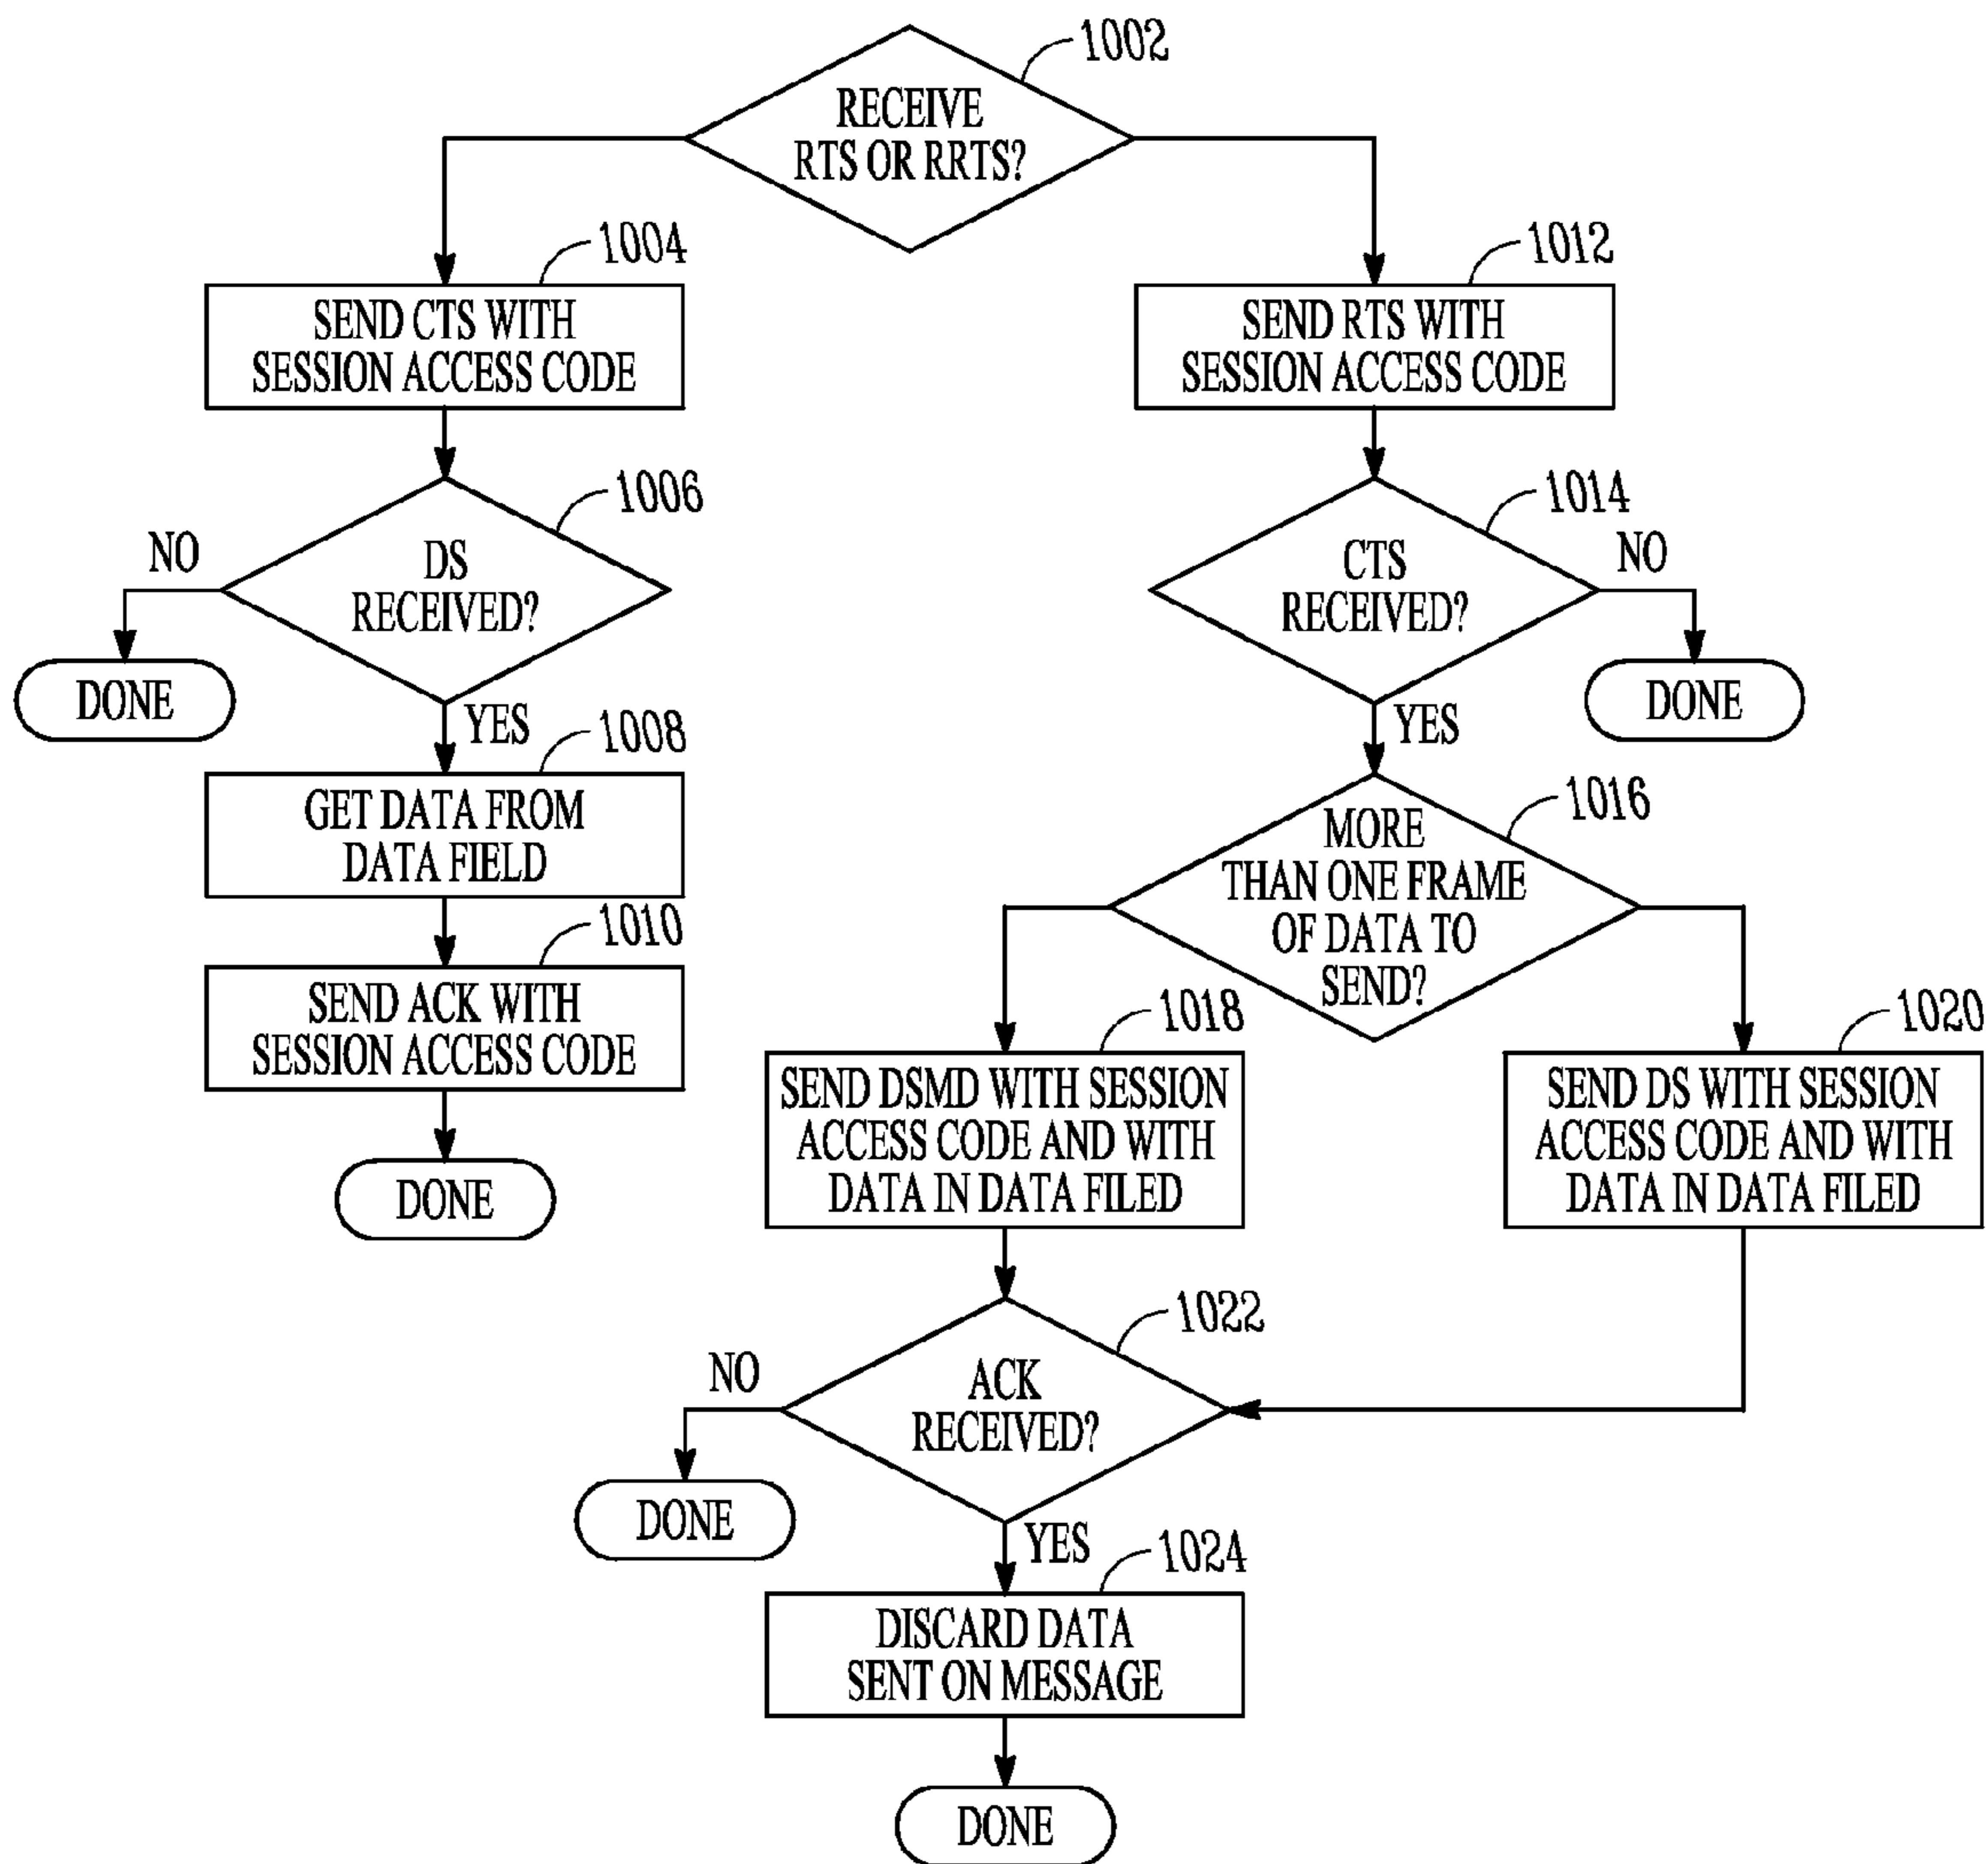 1002
RECEIVE
RTS OR RRTS?
1004
SEND CTS WITH
SESSION ACCESS CODE
1012
SEND RTS WITH
SESSION ACCESS CODE
1006
NO
DS
RECEIVED?
DONE
YES
1014
CTS
RECEIVED?
NO
DONE
YES
1008
GET DATA FROM
DATA FIELD
1010
SEND ACK WITH
SESSION ACCESS CODE
DONE
1016
MORE
THAN ONE FRAME
OF DATA TO
SEND?
1018
SEND DSMD WITH SESSION
ACCESS CODE AND WITH
DATA IN DATA FILED
1020
SEND DS WITH SESSION
ACCESS CODE AND WITH
DATA IN DATA FILED
1022
NO
ACK
RECEIVED?
DONE
YES
1024
DISCARD DATA
SENT ON MESSAGE
DONE